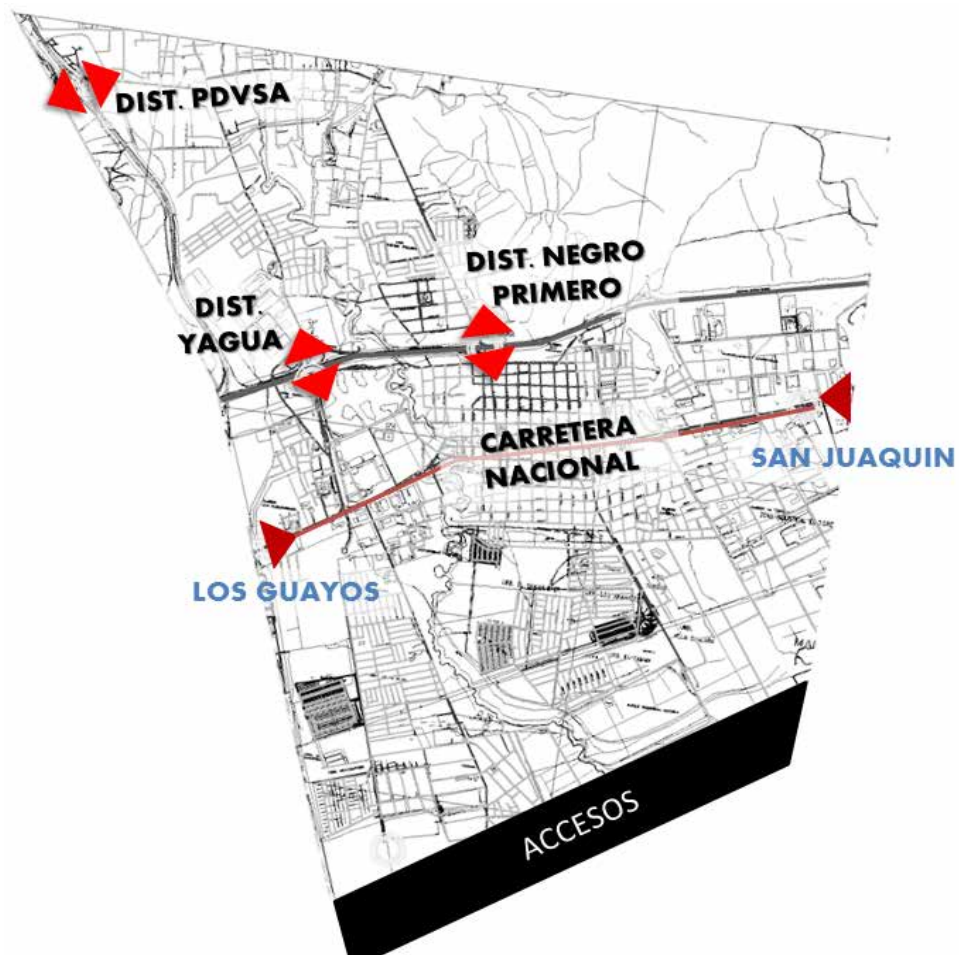 DIST. PDVSA
DIST. NEGRO
PRIMERO
DIST.
YAGUA
CARRETERA
NACIONAL
SAN JUAQUIN
LOS GUAYOS
ACCESOS